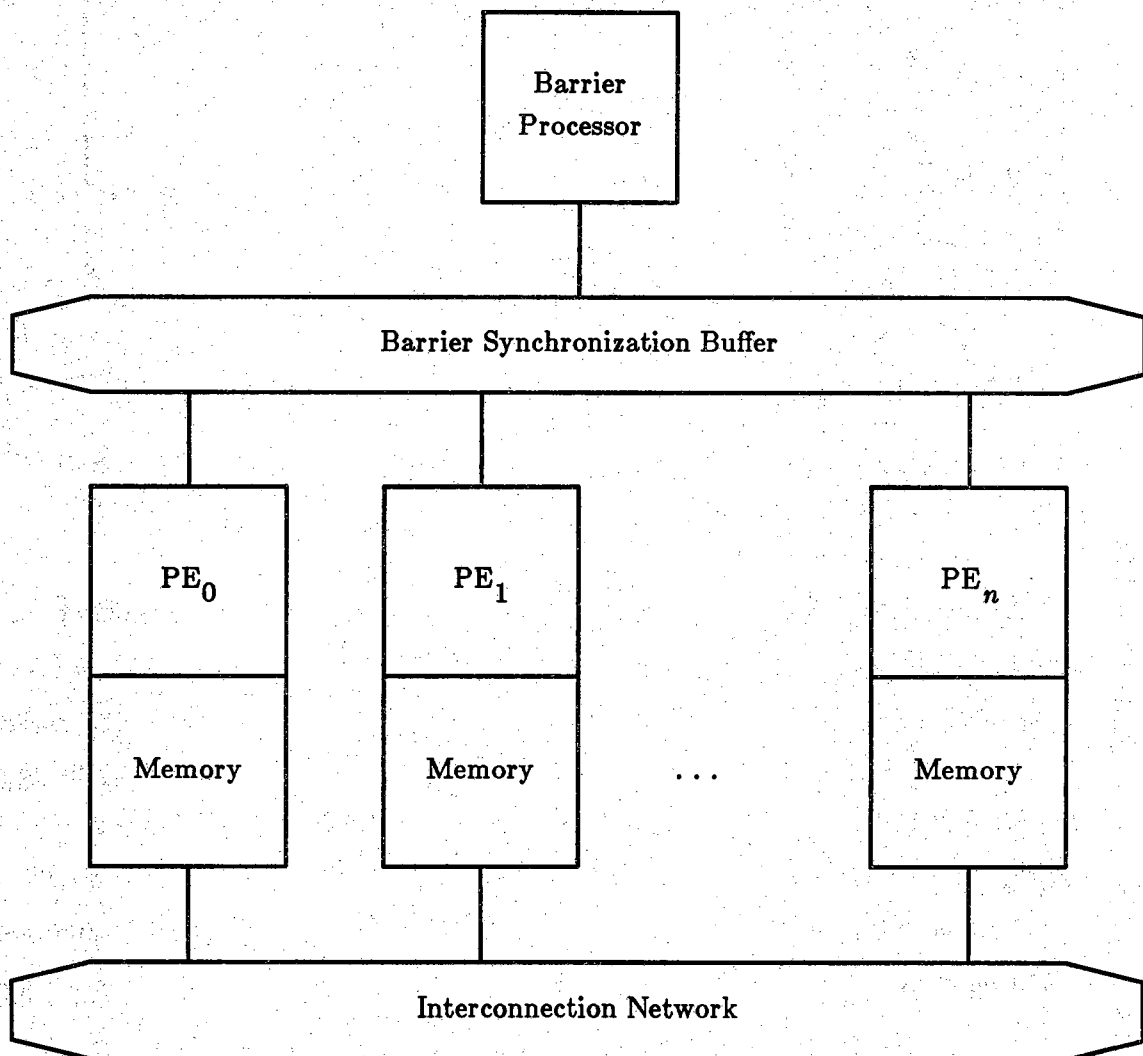 Barrier
Processor
Barrier Synchronization Buffer
PE0 PE1 PEn
Memory Memory ... Memory
Interconnection Network